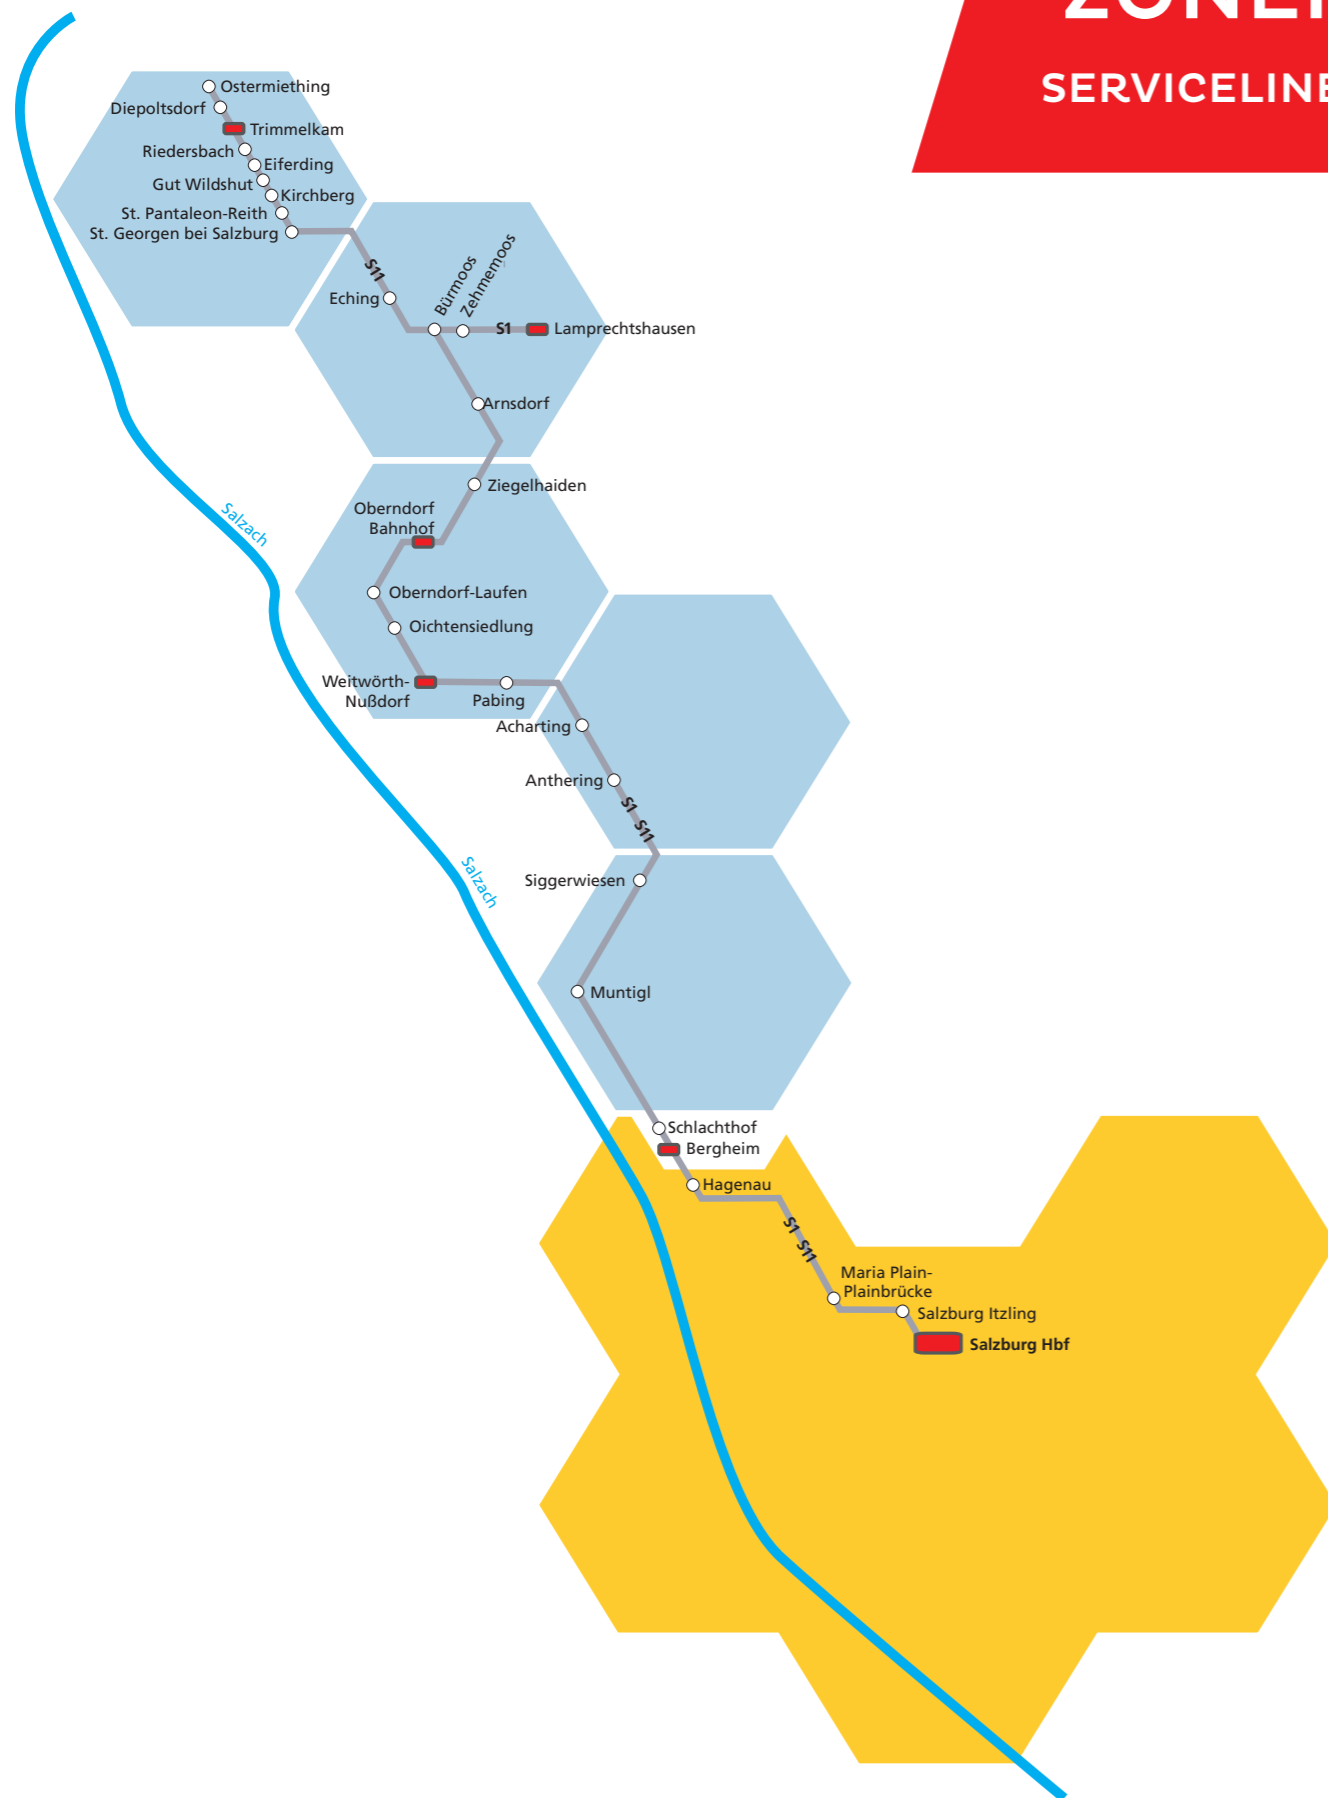 SERVICELINE
Ostermiething
Diepoltsdorf
Trimmelkam
Riedersbach
Eiferding
Gut Wildshut
Kirchberg
St. Pantaleon-Reith
St. Georgen bei Salzburg
S11
Eching
Bürmoos
Zehmemoos
S1
Lamprechtshausen
Arnsdorf
Ziegelhaiden
Oberndorf
Bahnhof
Salzach
Oberndorf-Laufen
Oichtensiedlung
Weitwörth-
Nußdorf
Pabing
Acharting
Anthering
S1 S11
Siggerwiesen
Salzach
Muntigl
Schlachthof
Bergheim
Hagenau
S1 S11
Maria Plain-
Plainbrücke
Salzburg Itzling
Salzburg Hbf